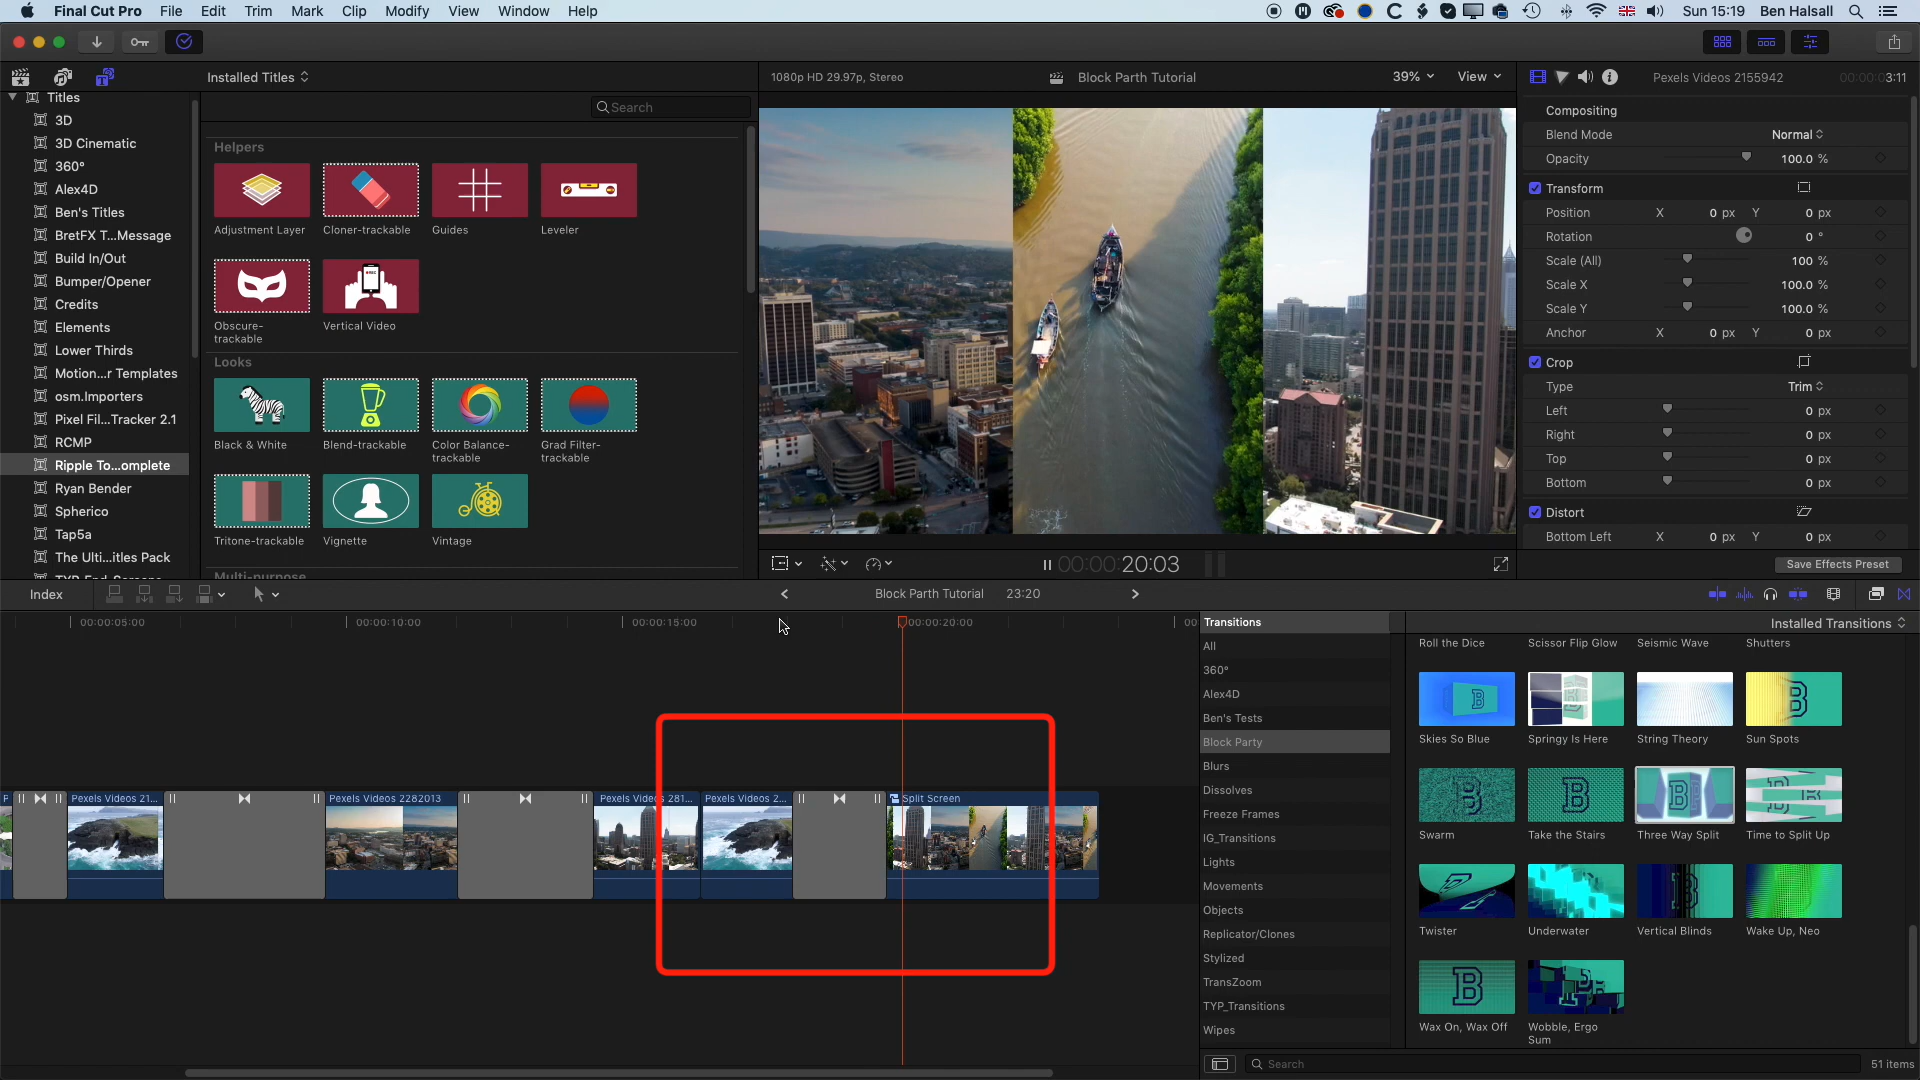 Final Cut Pro File Edit Trim Mark Clip Modify View Window Help
Sun 15:19 Ben Halsall
Installed Titles
1080p HD 29.97p, Stereo
Block Parth Tutorial
39%
View
Pexels Videos 2155942
00:00:03:11
Titles
3D
3D Cinematic
360°
Alex4D
Ben's Titles
BretFX T...Message
Build In/Out
Bumper/Opener
Credits
Elements
Lower Thirds
Motion...r Templates
osm.Importers
Pixel Fil...Tracker 2.1
RCMP
Ripple To...omplete
Ryan Bender
Spherico
Tap5a
The Ulti...itles Pack
Search
Helpers
Adjustment Layer
Cloner-trackable
Guides
Leveler
Obscure-
trackable
Vertical Video
Looks
Black & White
Blend-trackable
Color Balance-
trackable
Grad Filter-
trackable
Tritone-trackable
Vignette
Vintage
Multi-purpose
00:00:00:20:03
Compositing
Blend Mode Normal
Opacity 100.0 %
Transform
Position X 0 px Y 0 px
Rotation 0 °
Scale (All) 100 %
Scale X 100.0 %
Scale Y 100.0 %
Anchor X 0 px Y 0 px
Crop
Type Trim
Left 0 px
Right 0 px
Top 0 px
Bottom 0 px
Distort
Bottom Left X 0 px Y 0 px
Save Effects Preset
Index
Block Parth Tutorial 23:20
00:00:05:00
00:00:10:00
00:00:15:00
00:00:20:00
00
P
Pexels Videos 21...
Pexels Videos 2282013
Pexels Videos 281...
Pexels Videos 2...
Split Screen
Transitions
All
360°
Alex4D
Ben's Tests
Block Party
Blurs
Dissolves
Freeze Frames
IG_Transitions
Lights
Movements
Objects
Replicator/Clones
Stylized
TransZoom
TYP_Transitions
Wipes
Installed Transitions
Roll the Dice
Scissor Flip Glow
Seismic Wave
Shutters
Skies So Blue
Springy Is Here
String Theory
Sun Spots
Swarm
Take the Stairs
Three Way Split
Time to Split Up
Twister
Underwater
Vertical Blinds
Wake Up, Neo
Wax On, Wax Off
Wobble, Ergo
Sum
Search
51 items